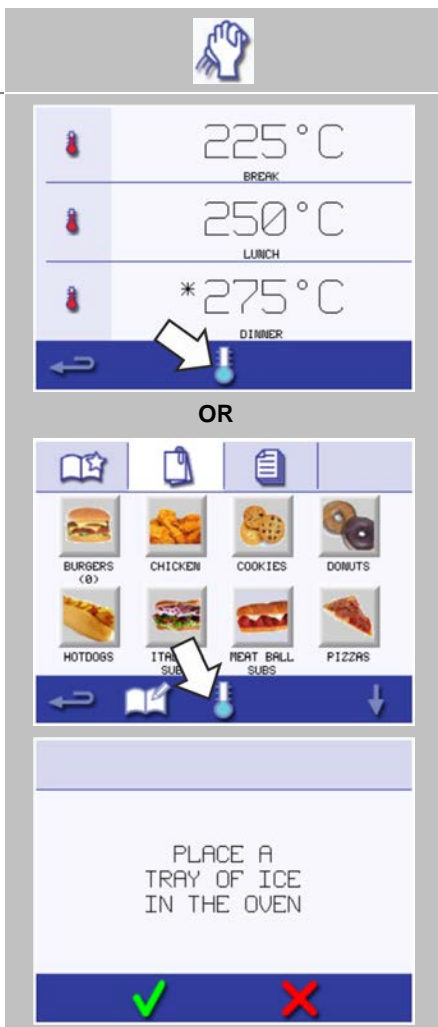 225°C
BREAK
250°C
LUNCH
*275°C
DINNER
OR
BURGERS CHICKEN COOKIES DONUTS
(0)
HOTDOGS MEAT BALL PIZZAS
SUBS
PLACE A
TRAY OF ICE
IN THE OVEN